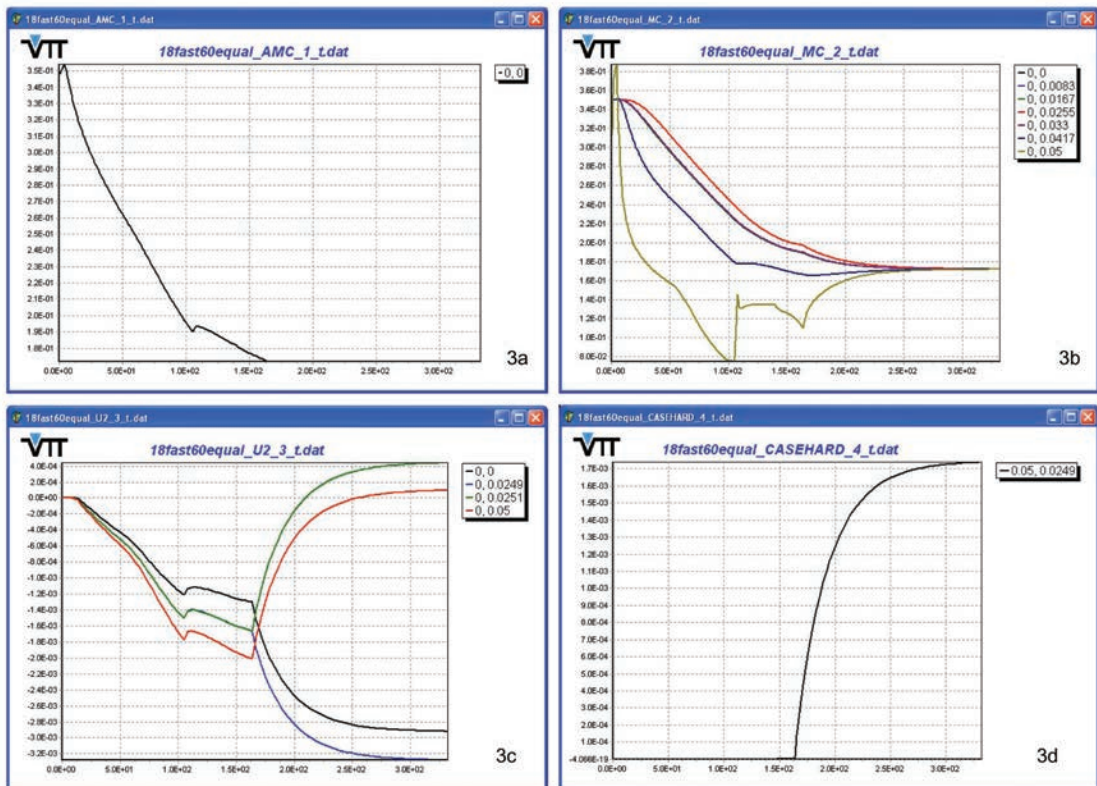 18fast60equal_AMC_1_t.dat
VTT
18fast60equal_AMC_1_t.dat
0, 0
3.5E-01
3.4E-01
3.3E-01
3.2E-01
3.1E-01
3.0E-01
2.9E-01
2.8E-01
2.7E-01
2.6E-01
2.5E-01
2.4E-01
2.3E-01
2.2E-01
2.1E-01
2.0E-01
1.9E-01
1.8E-01
0.0E+00 5.0E+01 1.0E+02 1.5E+02 2.0E+02 2.5E+02 3.0E+02
3a
18fast60equal_MC_2_t.dat
VTT
18fast60equal_MC_2_t.dat
0, 0
0, 0.0083
0, 0.0167
0, 0.0255
0, 0.033
0, 0.0417
0, 0.05
3.8E-01
3.6E-01
3.4E-01
3.2E-01
3.0E-01
2.8E-01
2.6E-01
2.4E-01
2.2E-01
2.0E-01
1.8E-01
1.6E-01
1.4E-01
1.2E-01
1.0E-01
8.0E-02
0.0E+00 5.0E+01 1.0E+02 1.5E+02 2.0E+02 2.5E+02 3.0E+02
3b
18fast60equal_U2_3_t.dat
VTT
18fast60equal_U2_3_t.dat
0, 0
0, 0.0249
0, 0.0251
0, 0.05
4.0E-04
2.0E-04
0.0E+00
-2.0E-04
-4.0E-04
-6.0E-04
-8.0E-04
-1.0E-03
-1.2E-03
-1.4E-03
-1.6E-03
-1.8E-03
-2.0E-03
-2.2E-03
-2.4E-03
-2.6E-03
-2.8E-03
-3.0E-03
-3.2E-03
0.0E+00 5.0E+01 1.0E+02 1.5E+02 2.0E+02 2.5E+02 3.0E+02
3c
18fast60equal_CASEHARD_4_t.dat
VTT
18fast60equal_CASEHARD_4_t.dat
0.05, 0.0249
1.7E-03
1.6E-03
1.5E-03
1.4E-03
1.3E-03
1.2E-03
1.1E-03
1.0E-03
9.0E-04
8.0E-04
7.0E-04
6.0E-04
5.0E-04
4.0E-04
3.0E-04
2.0E-04
1.0E-04
-4.066E-19
0.0E+00 5.0E+01 1.0E+02 1.5E+02 2.0E+02 2.5E+02 3.0E+02
3d